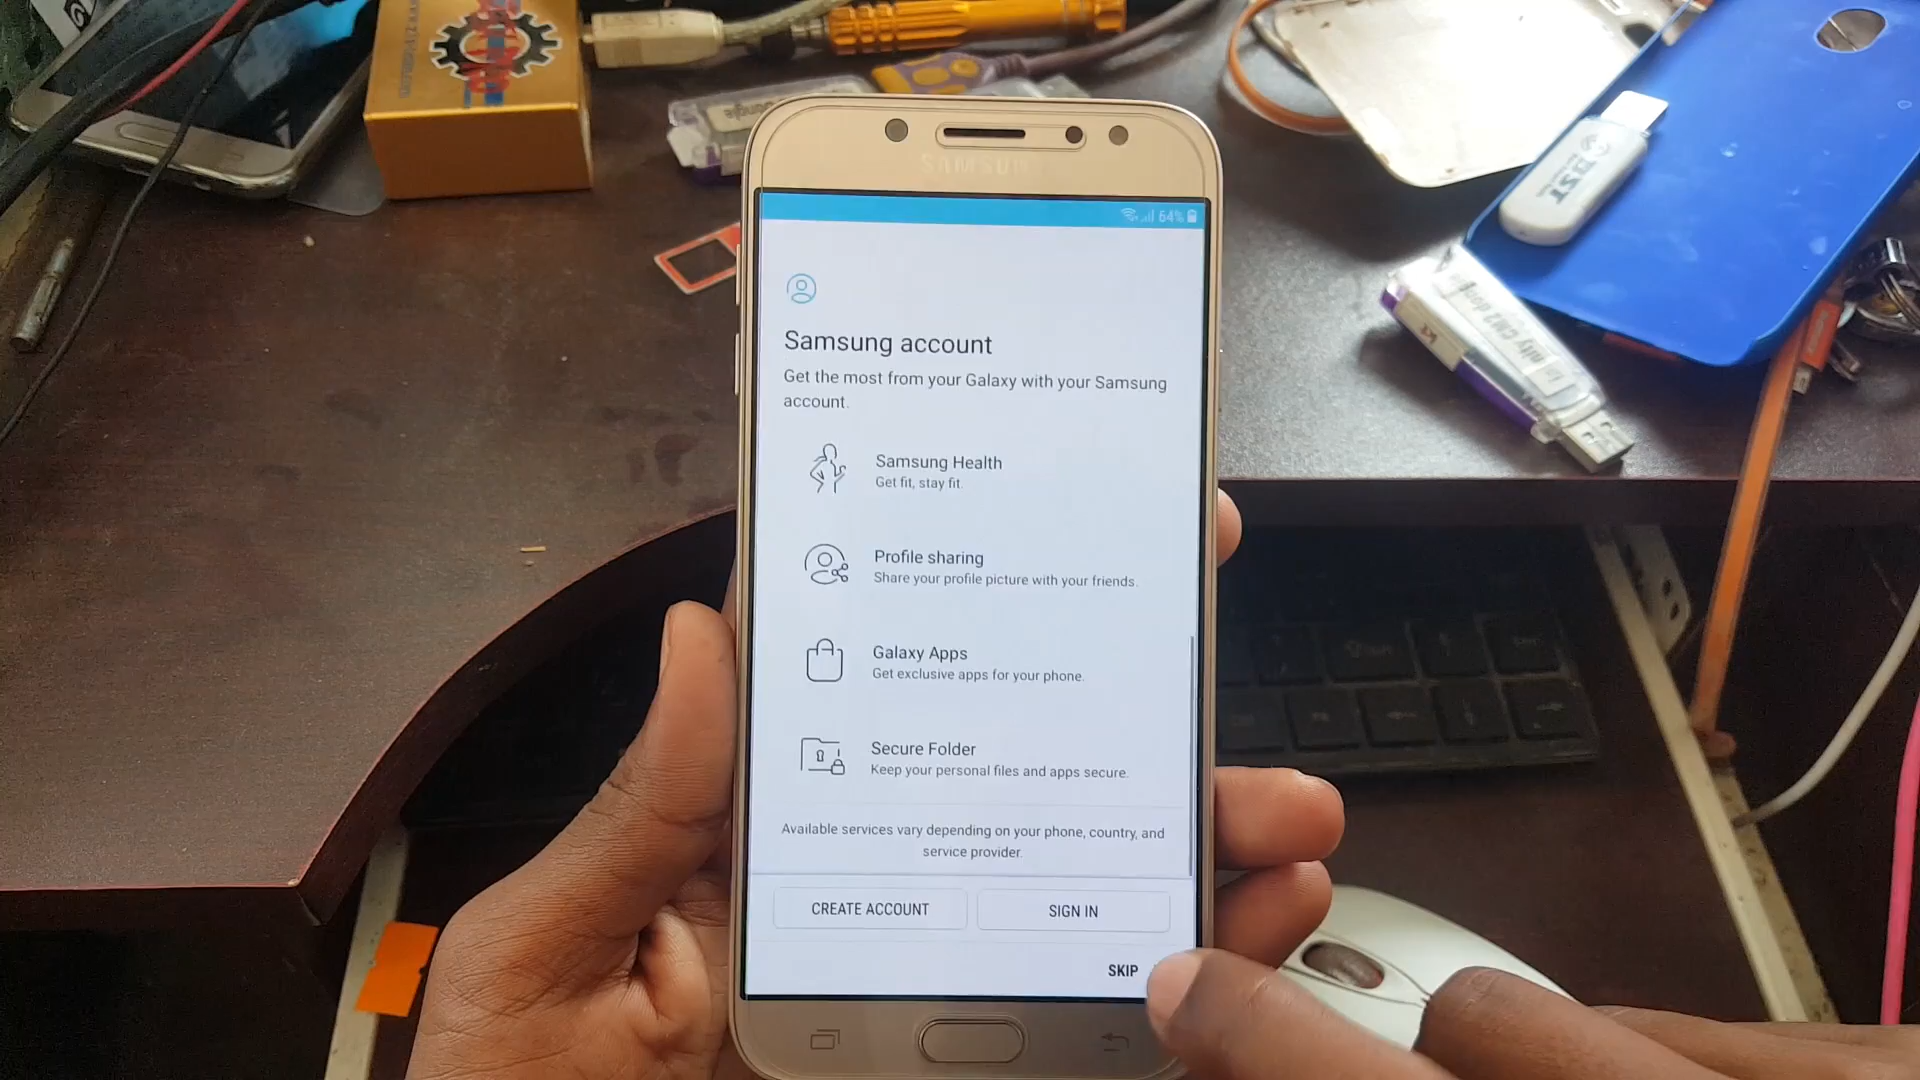 SAMSUNG
64%
Samsung account
Get the most from your Galaxy with your Samsung
account.
Samsung Health
Get fit, stay fit.
Profile sharing
Share your profile picture with your friends.
Galaxy Apps
Get exclusive apps for your phone.
Secure Folder
Keep your personal files and apps secure.
Available services vary depending on your phone, country, and
service provider.
CREATE ACCOUNT
SIGN IN
SKIP
BST